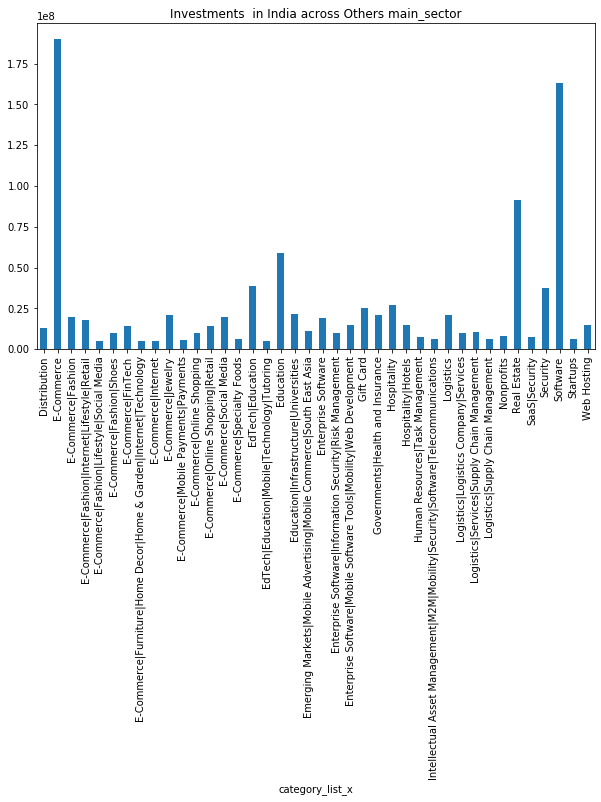 Investments  in India across Others main_sector
1e8
1.75
1.50
1.25
1.00
0.75
0.50
0.25
0.00
Distribution
E-Commerce
E-Commerce|Fashion
E-Commerce|Fashion|Internet|Lifestyle|Retail
E-Commerce|Fashion|Lifestyle|Social Media
E-Commerce|Fashion|Shoes
E-Commerce|FinTech
E-Commerce|Furniture|Home Decor|Home & Garden|Internet|Technology
E-Commerce|Internet
E-Commerce|Jewelry
E-Commerce|Mobile Payments|Payments
E-Commerce|Online Shopping
E-Commerce|Online Shopping|Retail
E-Commerce|Social Media
E-Commerce|Specialty Foods
EdTech|Education
EdTech|Education|Mobile|Technology|Tutoring
Education
Education|Infrastructure|Universities
Emerging Markets|Mobile Advertising|Mobile Commerce|South East Asia
Enterprise Software
Enterprise Software|Information Security|Risk Management
Enterprise Software|Mobile Software Tools|Mobility|Web Development
Gift Card
Governments|Health and Insurance
Hospitality
Hospitality|Hotels
Human Resources|Task Management
Intellectual Asset Management|M2M|Mobility|Security|Software|Telecommunications
Logistics
Logistics|Logistics Company|Services
Logistics|Services|Supply Chain Management
Logistics|Supply Chain Management
Nonprofits
Real Estate
SaaS|Security
Security
Software
Startups
Web Hosting
category_list_x